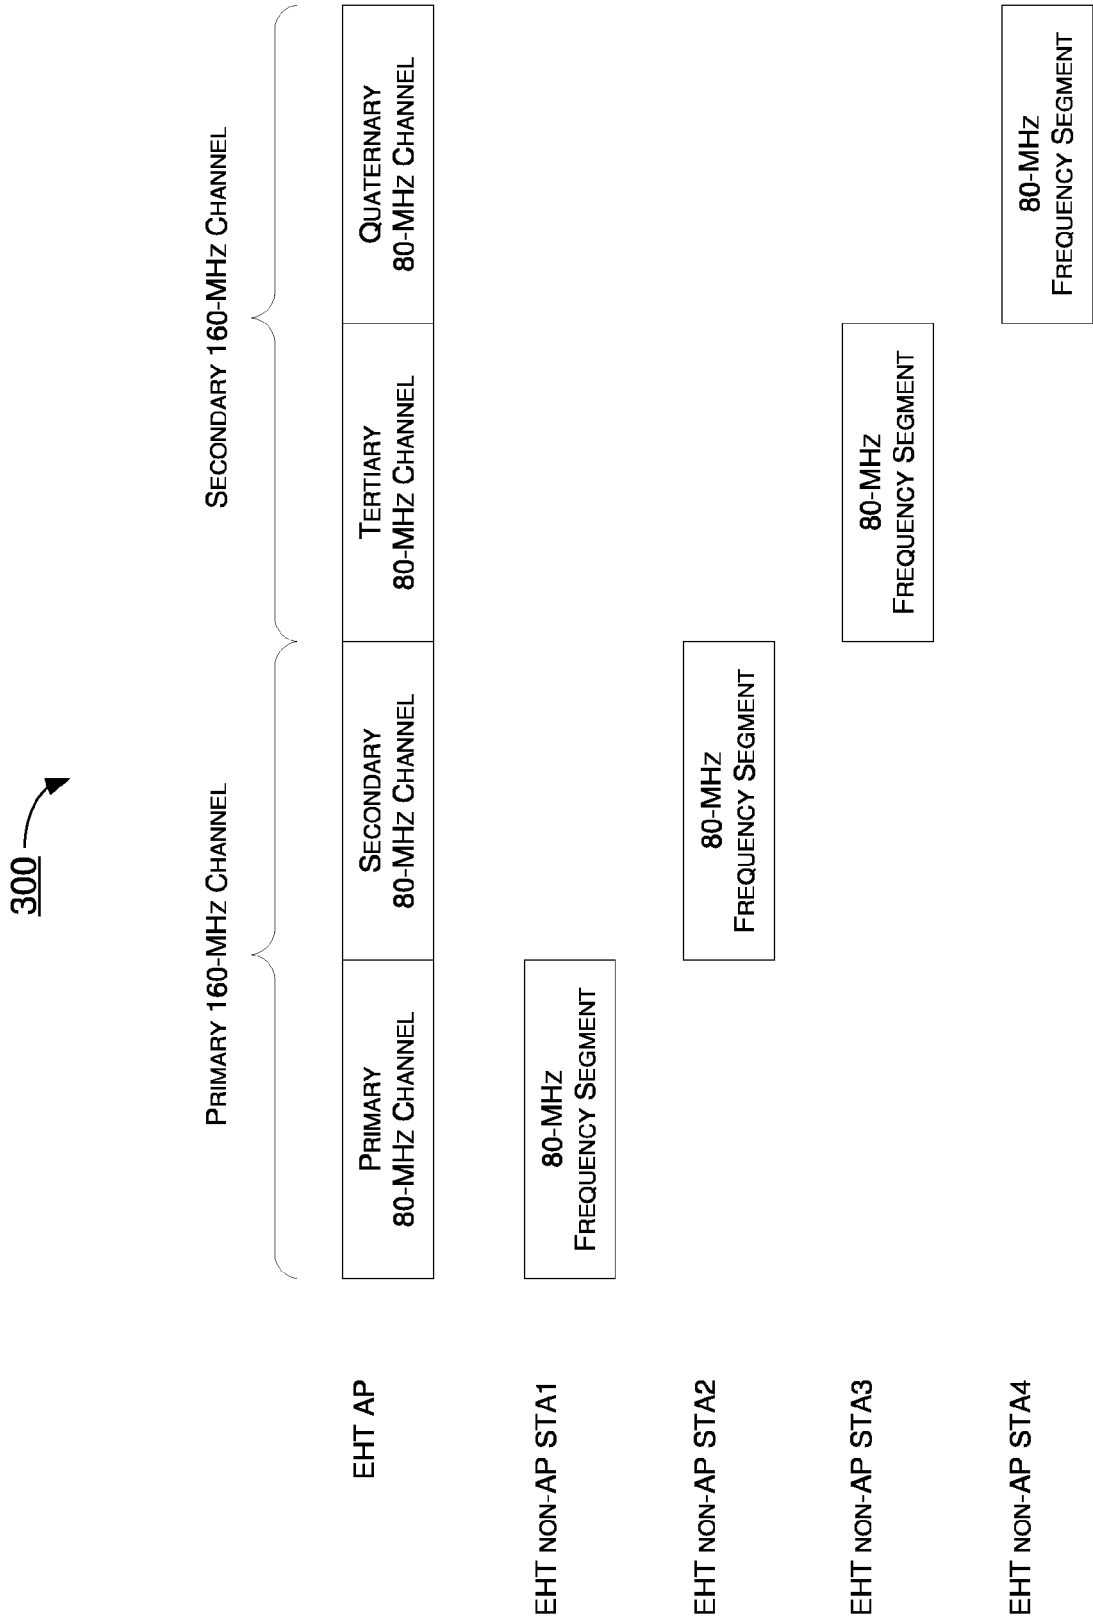 300
PRIMARY 160-MHZ CHANNEL
SECONDARY 160-MHZ CHANNEL
EHT AP
PRIMARY
80-MHZ CHANNEL
SECONDARY
80-MHZ CHANNEL
TERTIARY
80-MHZ CHANNEL
QUATERNARY
80-MHZ CHANNEL
EHT NON-AP STA1
80-MHZ
FREQUENCY SEGMENT
EHT NON-AP STA2
80-MHZ
FREQUENCY SEGMENT
EHT NON-AP STA3
80-MHZ
FREQUENCY SEGMENT
EHT NON-AP STA4
80-MHZ
FREQUENCY SEGMENT